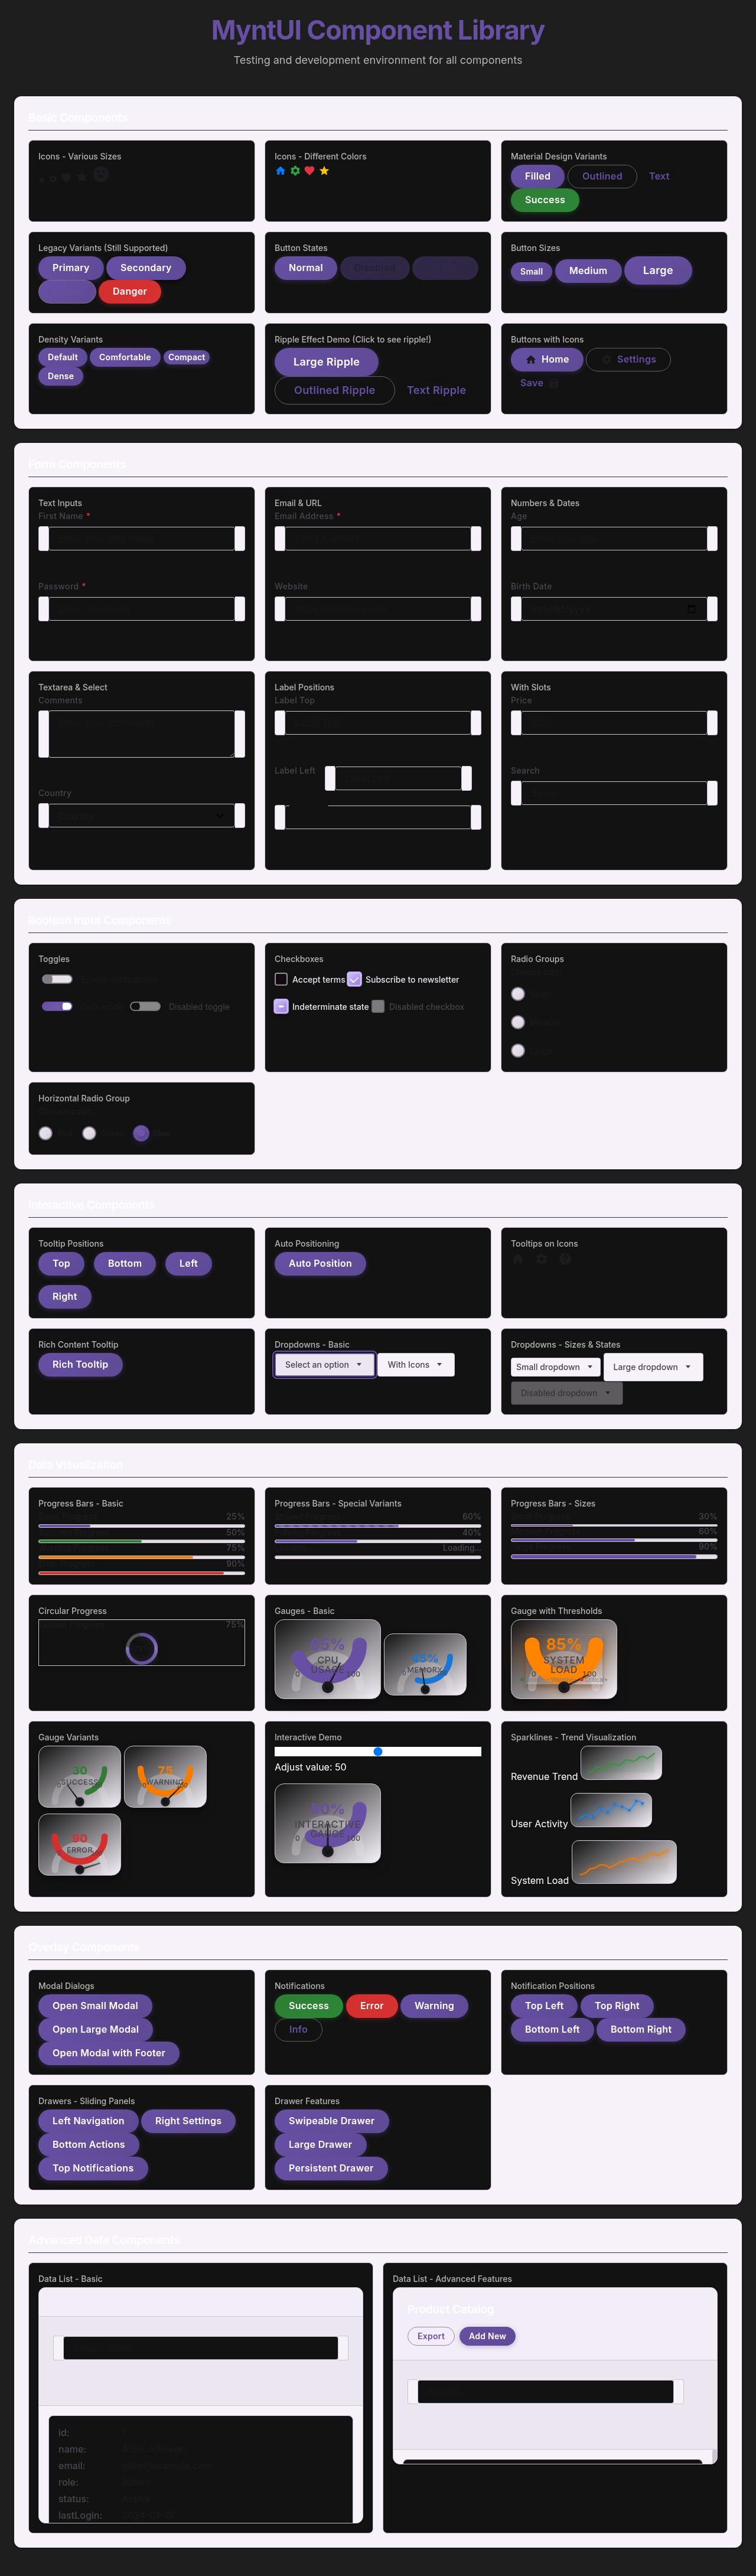 MyntUI Component Library
Testing and development environment for all components
Basic Components
Icons - Various Sizes
Icons - Different Colors
Material Design Variants
Filled
Outlined
Text
Success
Legacy Variants (Still Supported)
Primary
Secondary
Danger
Button States
Normal
Disabled
Button Sizes
Small
Medium
Large
Density Variants
Default
Comfortable
Compact
Dense
Ripple Effect Demo (Click to see ripple!)
Large Ripple
Outlined Ripple
Text Ripple
Buttons with Icons
Home
Settings
Save
Form Components
Text Inputs
First Name *
Password *
Email & URL
Email Address *
Website
Numbers & Dates
Age
Birth Date
Textarea & Select
Comments
Country
Label Positions
Label Top
Label Left
With Slots
Price
Search
Boolean Input Components
Toggles
Disabled toggle
Checkboxes
Accept terms
Subscribe to newsletter
Indeterminate state
Disabled checkbox
Radio Groups
Horizontal Radio Group
Interactive Components
Tooltip Positions
Top
Bottom
Left
Right
Auto Positioning
Auto Position
Tooltips on Icons
Rich Content Tooltip
Rich Tooltip
Dropdowns - Basic
Select an option
With Icons
Dropdowns - Sizes & States
Small dropdown
Large dropdown
Disabled dropdown
Data Visualization
Progress Bars - Basic
25%
50%
75%
90%
Progress Bars - Special Variants
60%
40%
Loading...
Progress Bars - Sizes
30%
60%
90%
Circular Progress
75%
Gauges - Basic
65%
CPU
USAGE
0
100
45%
MEMORY
Gauge with Thresholds
85%
SYSTEM
LOAD
0
100
Gauge Variants
30
SUCCESS
75
WARNING
90
ERROR
Interactive Demo
Adjust value: 50
50%
INTERACTIVE
GAUGE
0
100
Sparklines - Trend Visualization
Revenue Trend
User Activity
System Load
Overlay Components
Modal Dialogs
Open Small Modal
Open Large Modal
Open Modal with Footer
Notifications
Success
Error
Warning
Info
Notification Positions
Top Left
Top Right
Bottom Left
Bottom Right
Drawers - Sliding Panels
Left Navigation
Right Settings
Bottom Actions
Top Notifications
Drawer Features
Swipeable Drawer
Large Drawer
Persistent Drawer
Advanced Data Components
Data List - Basic
id:
name:
email:
role:
status:
lastLogin:
Data List - Advanced Features
Product Catalog
Export
Add New